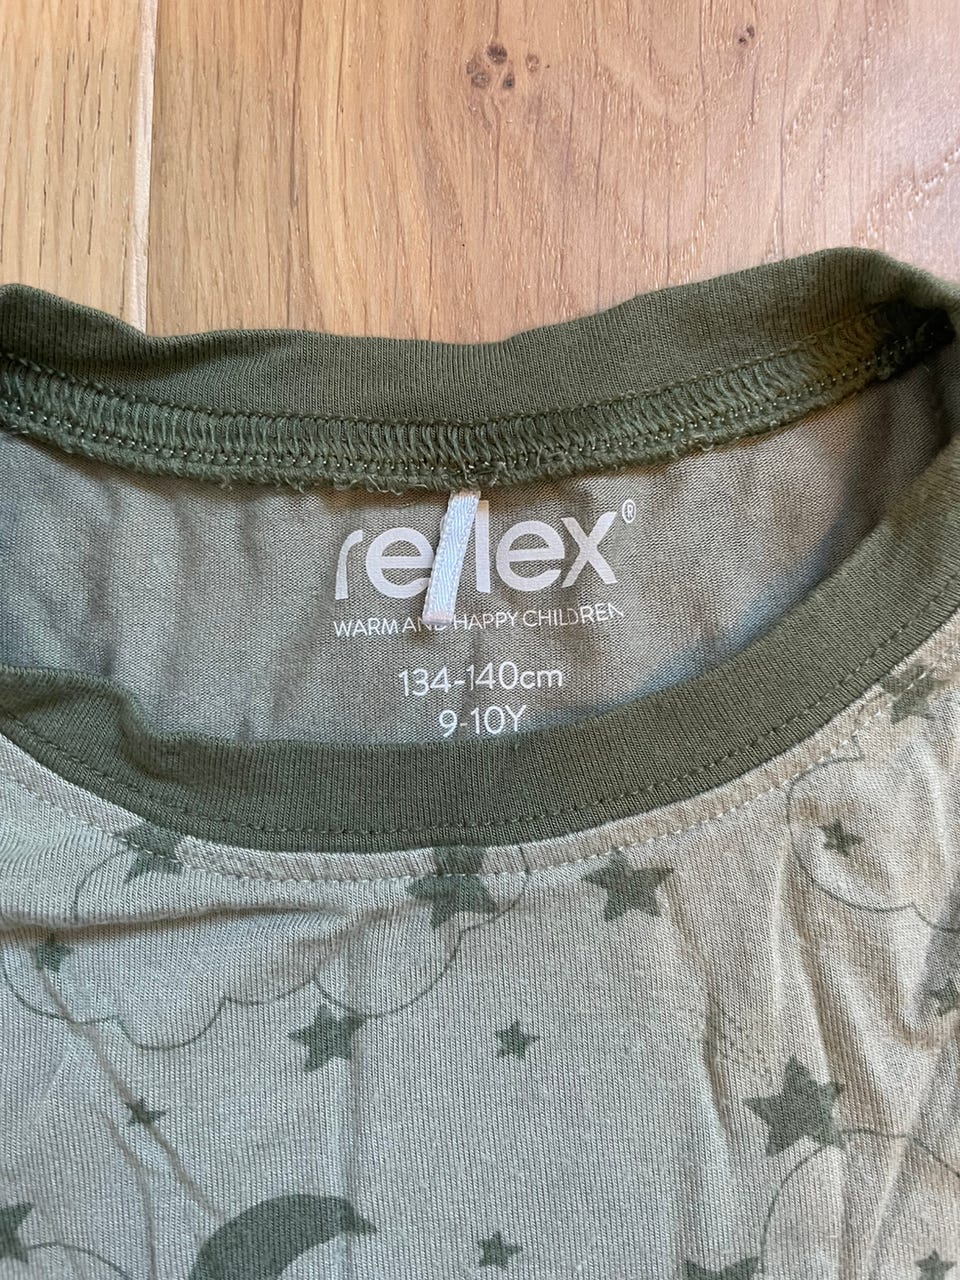 reflex®
WARM AND HAPPY CHILDREN
134-140cm
9-10Y